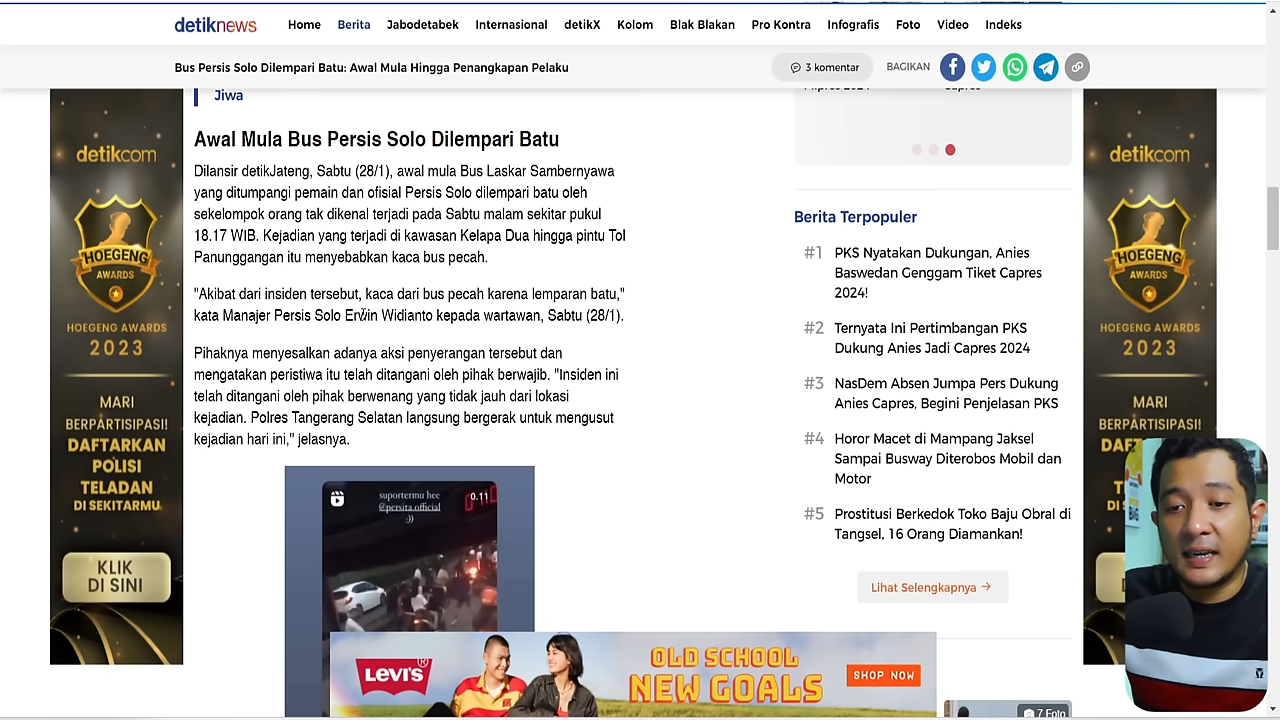 detiknews
Home Berita Jabodetabek Internasional detikX Kolom Blak Blakan Pro Kontra Infografis Foto Video Indeks
Bus Persis Solo Dilempari Batu: Awal Mula Hingga Penangkapan Pelaku
3 komentar
BAGIKAN
Jiwa
Awal Mula Bus Persis Solo Dilempari Batu
Dilansir detikJateng, Sabtu (28/1), awal mula Bus Laskar Sambernyawa
yang ditumpangi pemain dan ofisial Persis Solo dilempari batu oleh
sekelompok orang tak dikenal terjadi pada Sabtu malam sekitar pukul
18.17 WIB. Kejadian yang terjadi di kawasan Kelapa Dua hingga pintu Tol
Panunggangan itu menyebabkan kaca bus pecah.
"Akibat dari insiden tersebut, kaca dari bus pecah karena lemparan batu,"
kata Manajer Persis Solo Erwin Widianto kepada wartawan, Sabtu (28/1).
Pihaknya menyesalkan adanya aksi penyerangan tersebut dan
mengatakan peristiwa itu telah ditangani oleh pihak berwajib. "Insiden ini
telah ditangani oleh pihak berwenang yang tidak jauh dari lokasi
kejadian. Polres Tangerang Selatan langsung bergerak untuk mengusut
kejadian hari ini," jelasnya.
suportermu hee
@persita.official
:))
0.11
Berita Terpopuler
#1 PKS Nyatakan Dukungan, Anies
Baswedan Genggam Tiket Capres
2024!
#2 Ternyata Ini Pertimbangan PKS
Dukung Anies Jadi Capres 2024
#3 NasDem Absen Jumpa Pers Dukung
Anies Capres, Begini Penjelasan PKS
#4 Horor Macet di Mampang Jaksel
Sampai Busway Diterobos Mobil dan
Motor
#5 Prostitusi Berkedok Toko Baju Obral di
Tangsel, 16 Orang Diamankan!
Lihat Selengkapnya →
7 Foto
detikcom
HOEGENG
AWARDS
HOEGENG AWARDS
2023
MARI
BERPARTISIPASI!
DAFTARKAN
POLISI
TELADAN
DI SEKITARMU
KLIK
DI SINI
detikcom
HOEGENG
AWARDS
HOEGENG AWARDS
2023
MARI
BERPARTISIPASI!
LEVI'S®
OLD SCHOOL
NEW GOALS
SHOP NOW